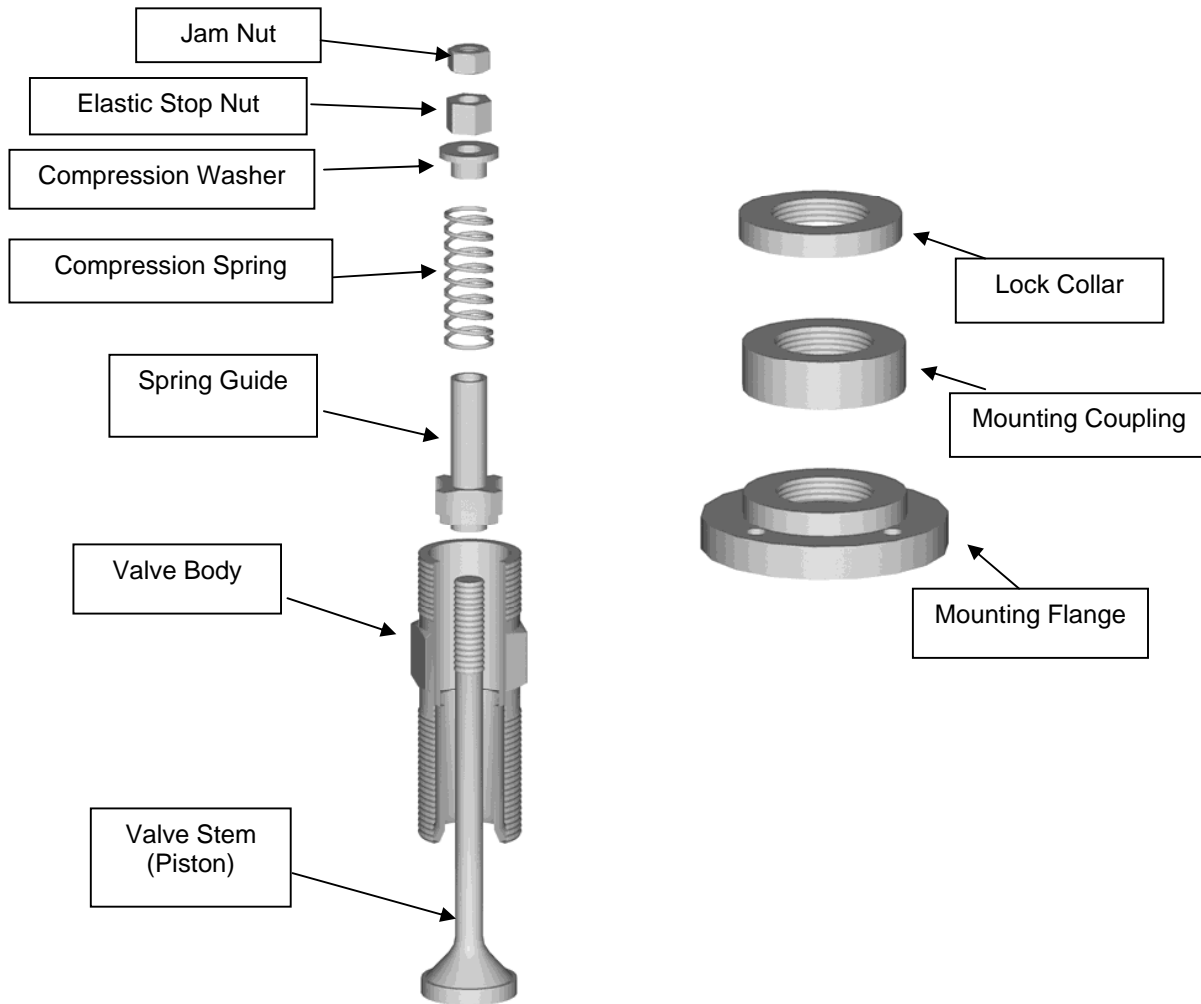 Jam Nut
Elastic Stop Nut
Compression Washer
Compression Spring
Spring Guide
Valve Body
Valve Stem
(Piston)
Lock Collar
Mounting Coupling
Mounting Flange